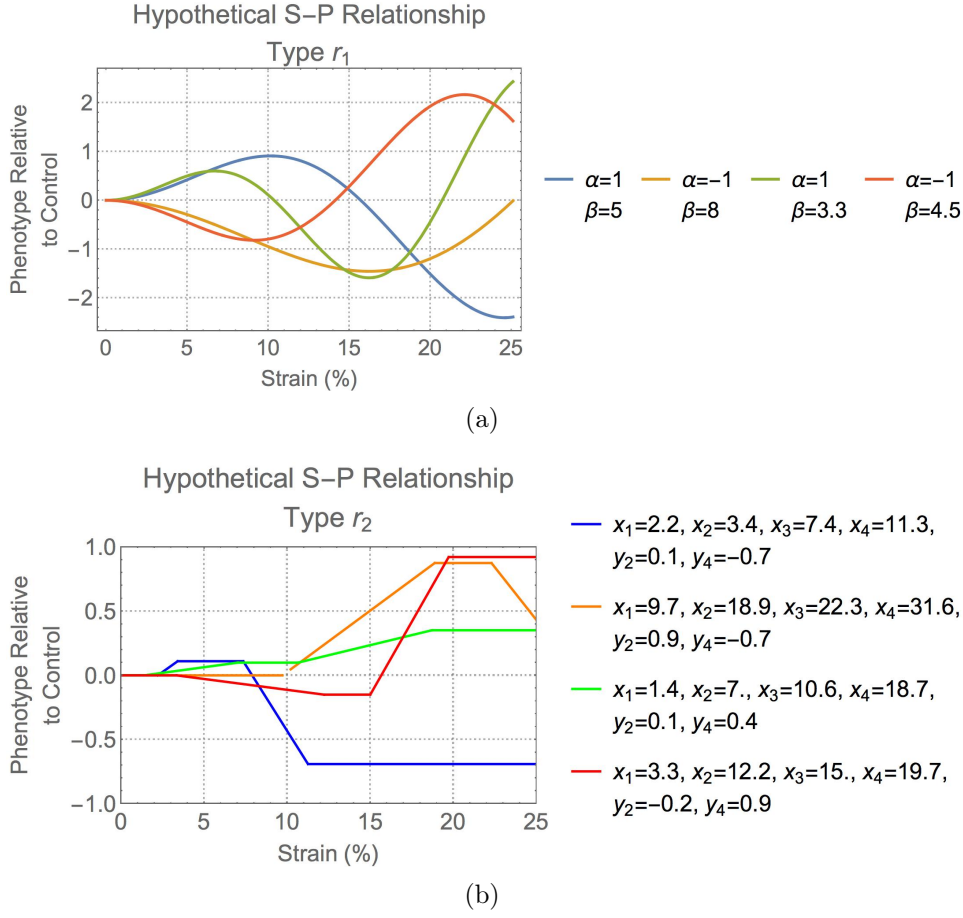 Hypothetical S–P Relationship
Type r₁
Phenotype Relative
to Control
2
1
0
−1
−2
0 5 10 15 20 25
Strain (%)
α=1 α=-1 α=1 α=-1
β=5 β=8 β=3.3 β=4.5
(a)
Hypothetical S–P Relationship
Type r₂
Phenotype Relative
to Control
1.0
0.5
0.0
−0.5
−1.0
0 5 10 15 20 25
Strain (%)
x₁=2.2, x₂=3.4, x₃=7.4, x₄=11.3,
y₂=0.1, y₄=-0.7
x₁=9.7, x₂=18.9, x₃=22.3, x₄=31.6,
y₂=0.9, y₄=-0.7
x₁=1.4, x₂=7., x₃=10.6, x₄=18.7,
y₂=0.1, y₄=0.4
x₁=3.3, x₂=12.2, x₃=15., x₄=19.7,
y₂=-0.2, y₄=0.9
(b)